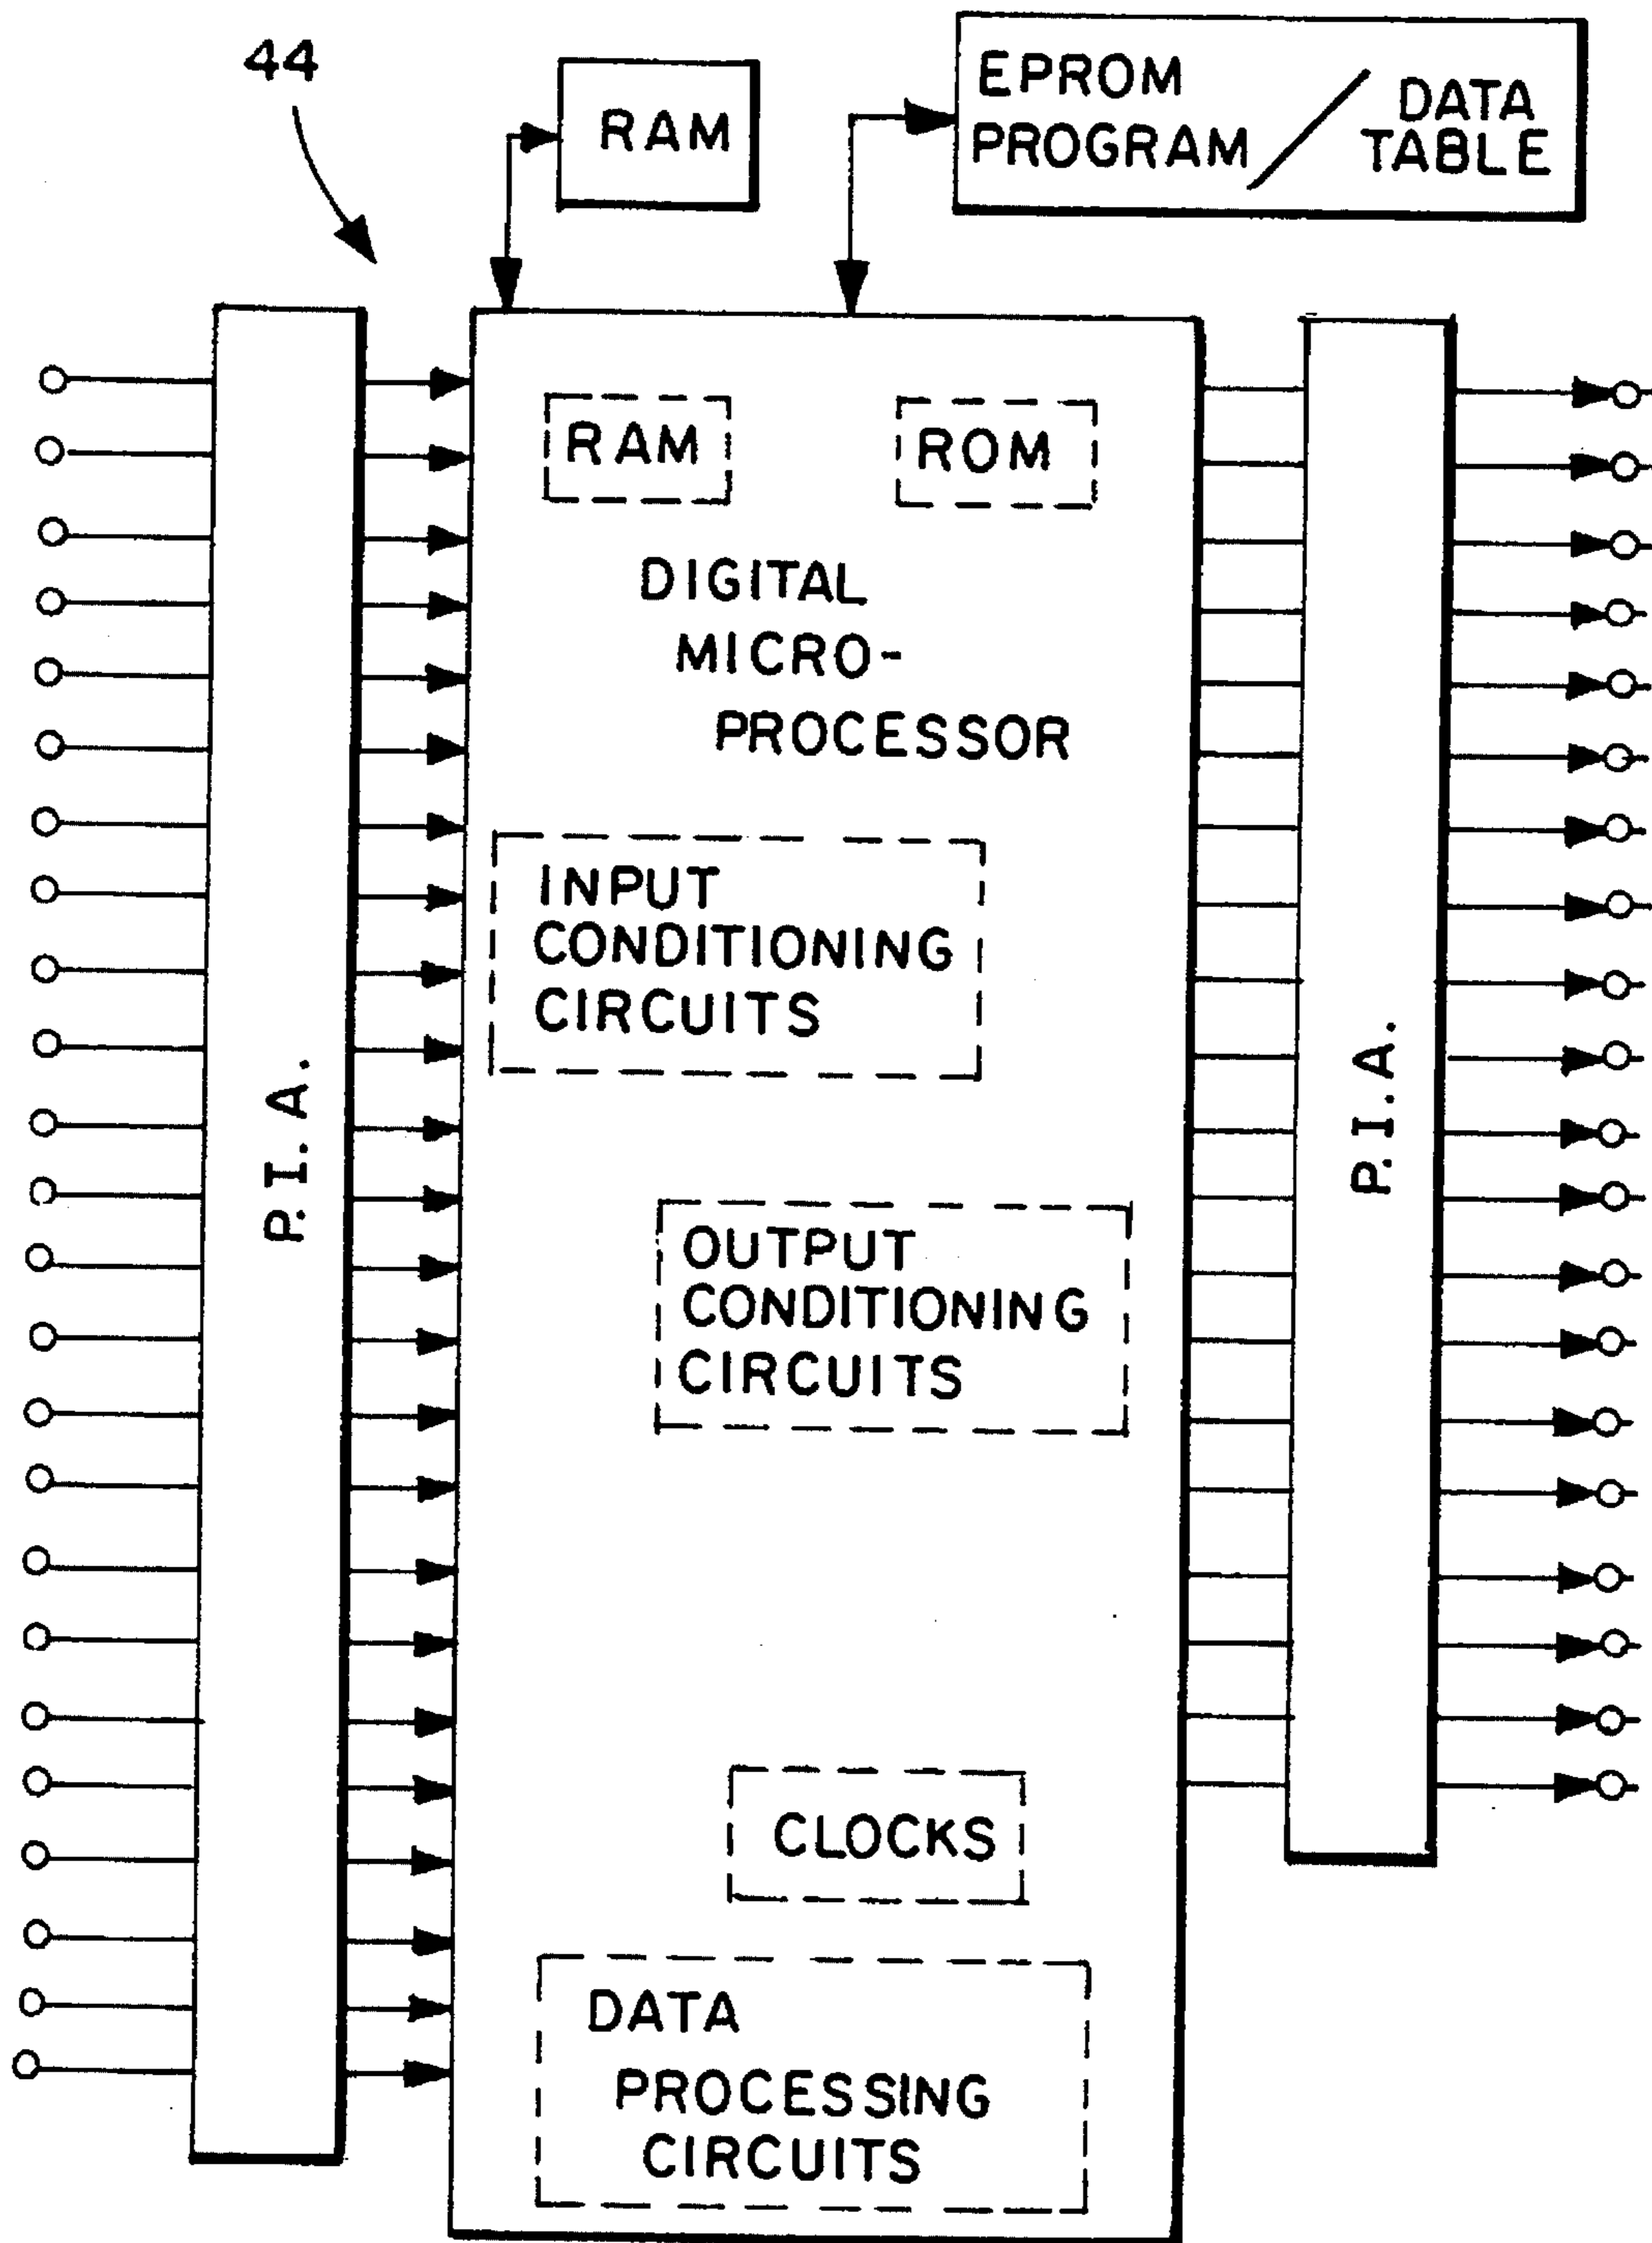 44
RAM
EPROM
PROGRAM / DATA
TABLE
RAM
ROM
DIGITAL
MICRO-
PROCESSOR
INPUT
CONDITIONING
CIRCUITS
P.I.A.
P.I.A.
OUTPUT
CONDITIONING
CIRCUITS
CLOCKS
DATA
PROCESSING
CIRCUITS